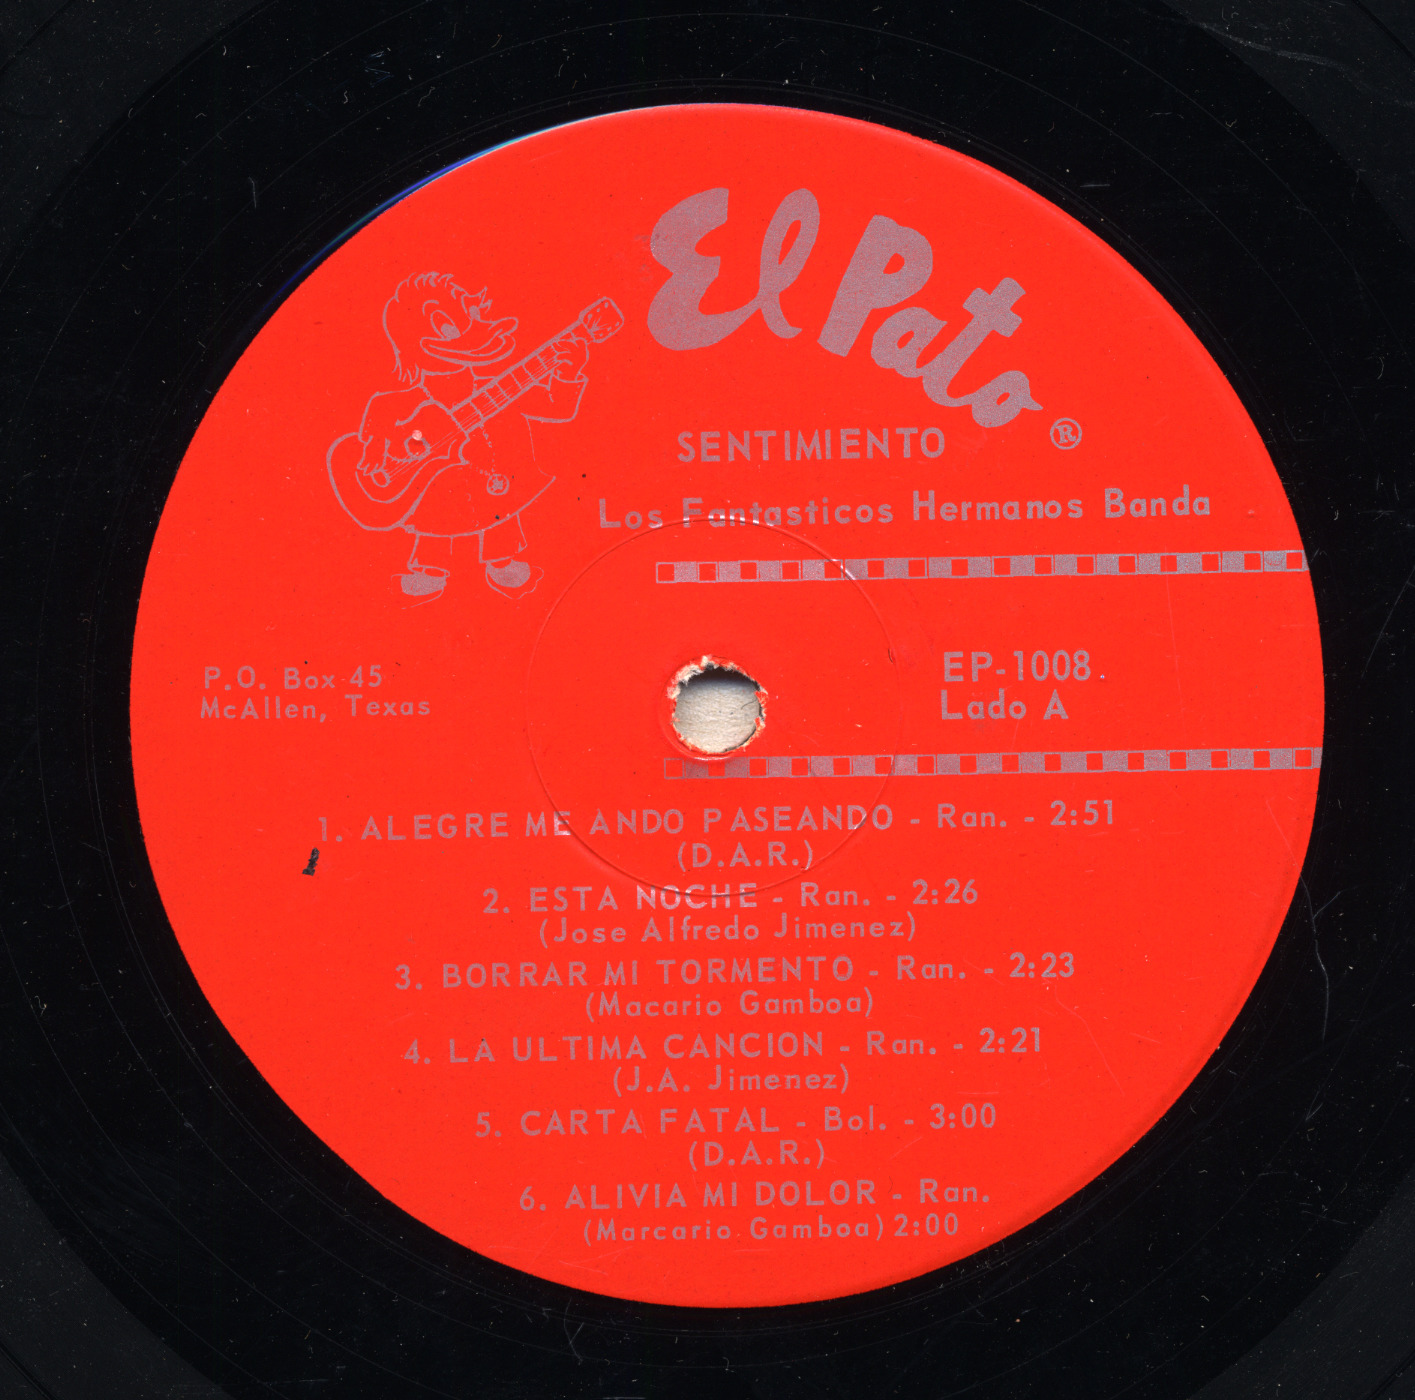 El Pato ®
SENTIMIENTO
Los Fantasticos Hermanos Banda
P.O. Box 45
McAllen, Texas
EP-1008
Lado A
1. ALEGRE ME ANDO PASEANDO - Ran. - 2:51
(D.A.R.)
2. ESTA NOCHE - Ran. - 2:26
(Jose Alfredo Jimenez)
3. BORRAR MI TORMENTO - Ran. - 2:23
(Macario Gamboa)
4. LA ULTIMA CANCION - Ran. - 2:21
(J.A. Jimenez)
5. CARTA FATAL - Bol. - 3:00
(D.A.R.)
6. ALIVIA MI DOLOR - Ran.
(Marcario Gamboa) 2:00